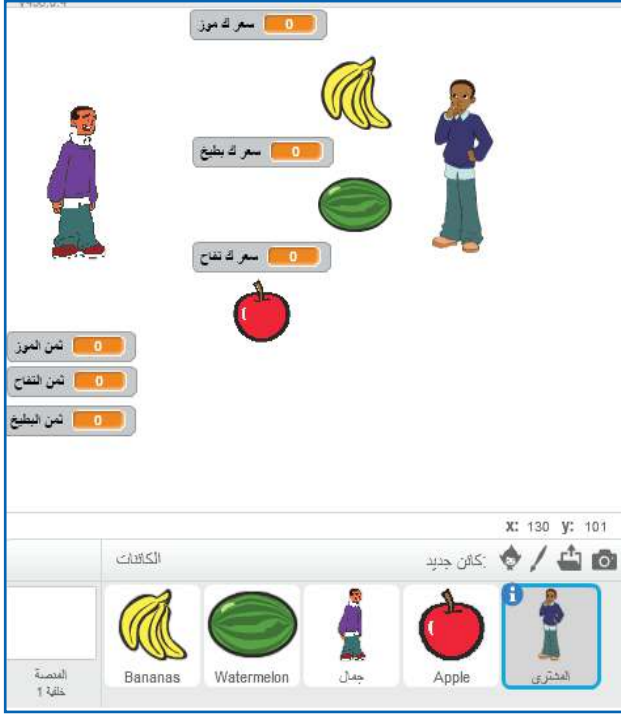 سعر ك موز 0
سعر ك بطيخ 0
سعر ك تفاح 0
ثمن الموز 0
ثمن التفاح 0
ثمن البطيخ 0
x: 130 y: 101
الكائنات
كائن جديد:
Bananas
Watermelon
جمال
Apple
المشترى
المنصة
خلفية 1